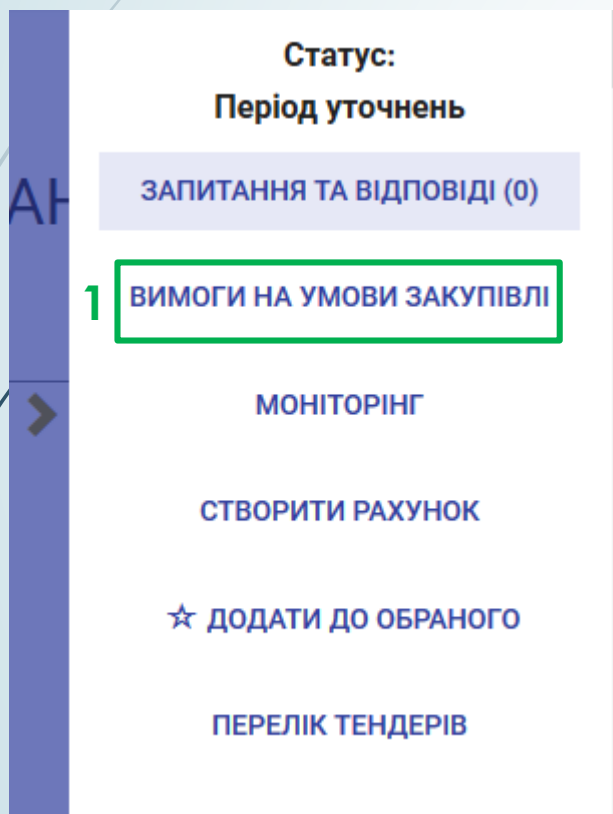 Статус:
Період уточнень
ЗАПИТАННЯ ТА ВІДПОВІДІ (0)
АН
1 ВИМОГИ НА УМОВИ ЗАКУПІВЛІ
МОНІТОРІНГ
СТВОРИТИ РАХУНОК
☆ ДОДАТИ ДО ОБРАНОГО
ПЕРЕЛІК ТЕНДЕРІВ